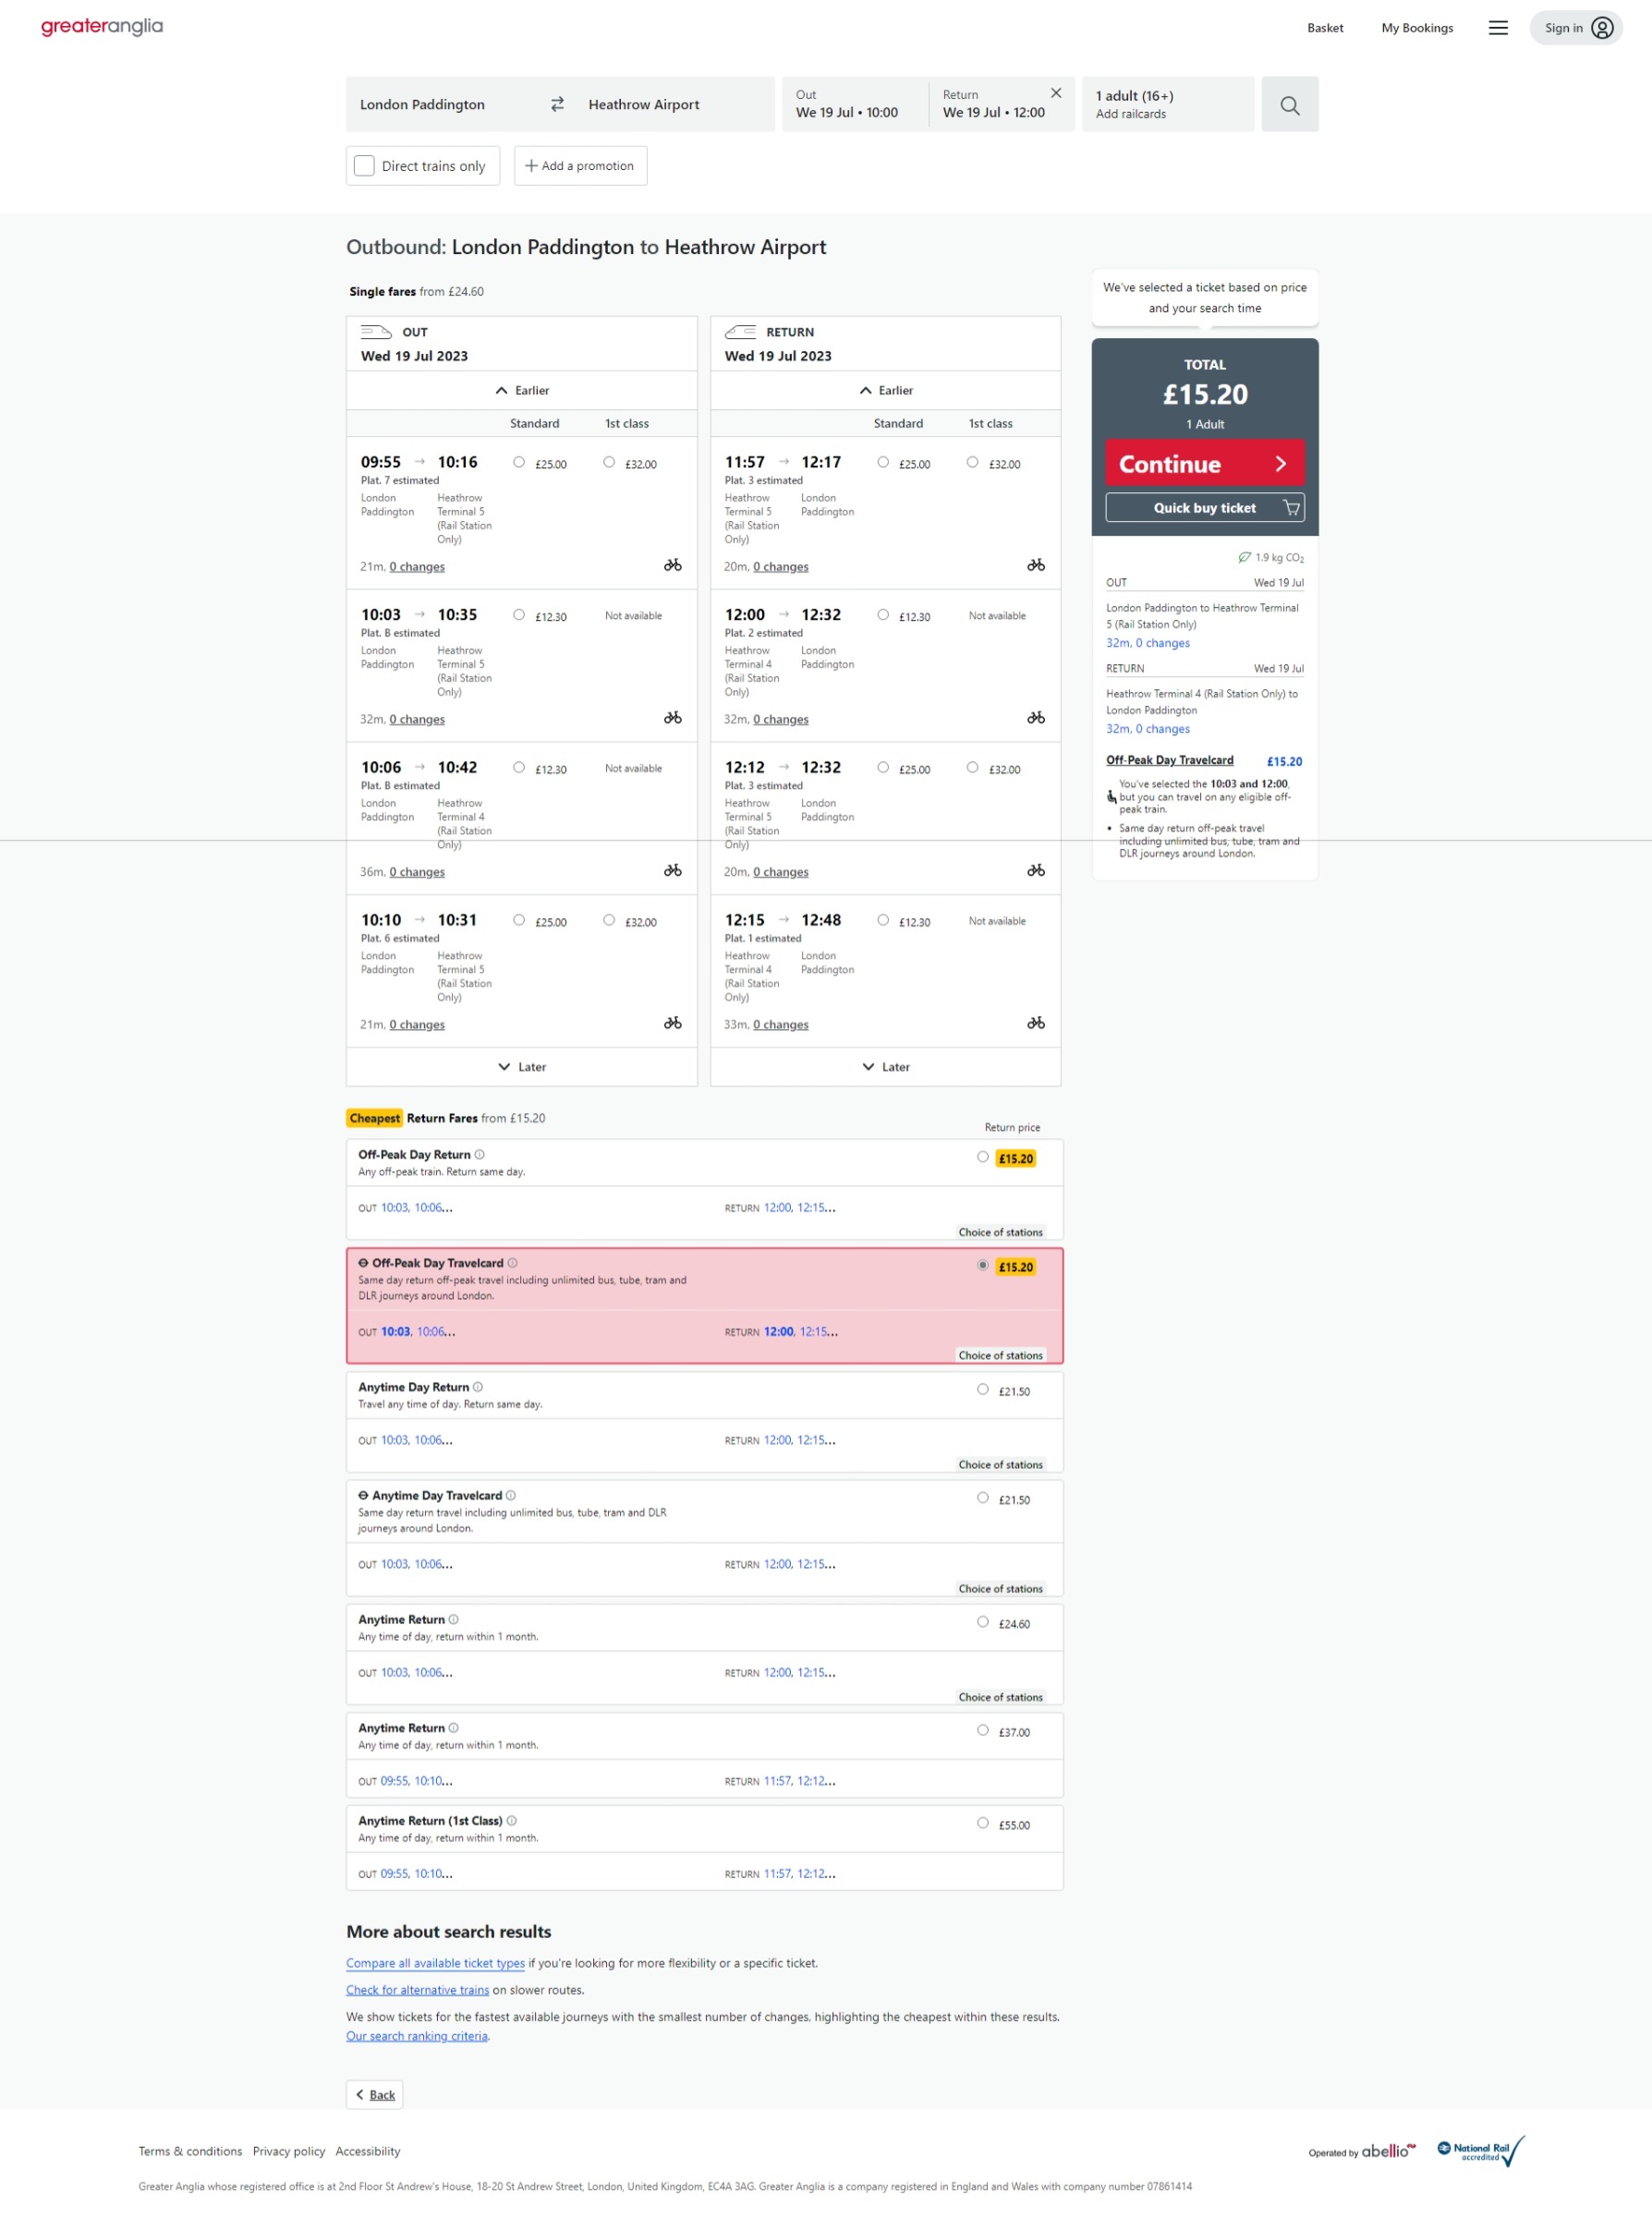 greateranglia
Basket My Bookings Sign in
London Paddington Heathrow Airport
Out
We 19 Jul • 10:00
Return
We 19 Jul • 12:00
1 adult (16+)
Add railcards
Direct trains only
Add a promotion
Outbound: London Paddington to Heathrow Airport
Single fares from £24.60
OUT
Wed 19 Jul 2023
Earlier
Standard 1st class
09:55 → 10:16 £25.00 £32.00
Plat. 7 estimated
London Heathrow
Paddington Terminal 5
(Rail Station
Only)
21m, 0 changes
10:03 → 10:35 £12.30 Not available
Plat. B estimated
London Heathrow
Paddington Terminal 5
(Rail Station
Only)
32m, 0 changes
10:06 → 10:42 £12.30 Not available
Plat. B estimated
London Heathrow
Paddington Terminal 4
(Rail Station
Only)
36m, 0 changes
10:10 → 10:31 £25.00 £32.00
Plat. 6 estimated
London Heathrow
Paddington Terminal 5
(Rail Station
Only)
21m, 0 changes
Later
RETURN
Wed 19 Jul 2023
Earlier
Standard 1st class
11:57 → 12:17 £25.00 £32.00
Plat. 3 estimated
Heathrow London
Terminal 5 Paddington
(Rail Station
Only)
20m, 0 changes
12:00 → 12:32 £12.30 Not available
Plat. 2 estimated
Heathrow London
Terminal 4 Paddington
(Rail Station
Only)
32m, 0 changes
12:12 → 12:32 £25.00 £32.00
Plat. 3 estimated
Heathrow London
Terminal 5 Paddington
(Rail Station
Only)
20m, 0 changes
12:15 → 12:48 £12.30 Not available
Plat. 1 estimated
Heathrow London
Terminal 4 Paddington
(Rail Station
Only)
33m, 0 changes
Later
We've selected a ticket based on price
and your search time
TOTAL
£15.20
1 Adult
Continue
Quick buy ticket
1.9 kg CO₂
OUT Wed 19 Jul
London Paddington to Heathrow Terminal
5 (Rail Station Only)
32m, 0 changes
RETURN Wed 19 Jul
Heathrow Terminal 4 (Rail Station Only) to
London Paddington
32m, 0 changes
Off-Peak Day Travelcard £15.20
You've selected the 10:03 and 12:00,
but you can travel on any eligible off-
peak train.
• Same day return off-peak travel
including unlimited bus, tube, tram and
DLR journeys around London.
Cheapest Return Fares from £15.20
Return price
Off-Peak Day Return £15.20
Any off-peak train. Return same day.
OUT 10:03, 10:06... RETURN 12:00, 12:15...
Choice of stations
Off-Peak Day Travelcard £15.20
Same day return off-peak travel including unlimited bus, tube, tram and
DLR journeys around London.
OUT 10:03, 10:06... RETURN 12:00, 12:15...
Choice of stations
Anytime Day Return £21.50
Travel any time of day. Return same day.
OUT 10:03, 10:06... RETURN 12:00, 12:15...
Choice of stations
Anytime Day Travelcard £21.50
Same day return travel including unlimited bus, tube, tram and DLR
journeys around London.
OUT 10:03, 10:06... RETURN 12:00, 12:15...
Choice of stations
Anytime Return £24.60
Any time of day, return within 1 month.
OUT 10:03, 10:06... RETURN 12:00, 12:15...
Choice of stations
Anytime Return £37.00
Any time of day, return within 1 month.
OUT 09:55, 10:10... RETURN 11:57, 12:12...
Anytime Return (1st Class) £55.00
Any time of day, return within 1 month.
OUT 09:55, 10:10... RETURN 11:57, 12:12...
More about search results
Compare all available ticket types if you're looking for more flexibility or a specific ticket.
Check for alternative trains on slower routes.
We show tickets for the fastest available journeys with the smallest number of changes, highlighting the cheapest within these results.
Our search ranking criteria.
Back
Terms & conditions Privacy policy Accessibility
Operated by abellio
National Rail
accredited
Greater Anglia whose registered office is at 2nd Floor St Andrew's House, 18-20 St Andrew Street, London, United Kingdom, EC4A 3AG. Greater Anglia is a company registered in England and Wales with company number 07861414